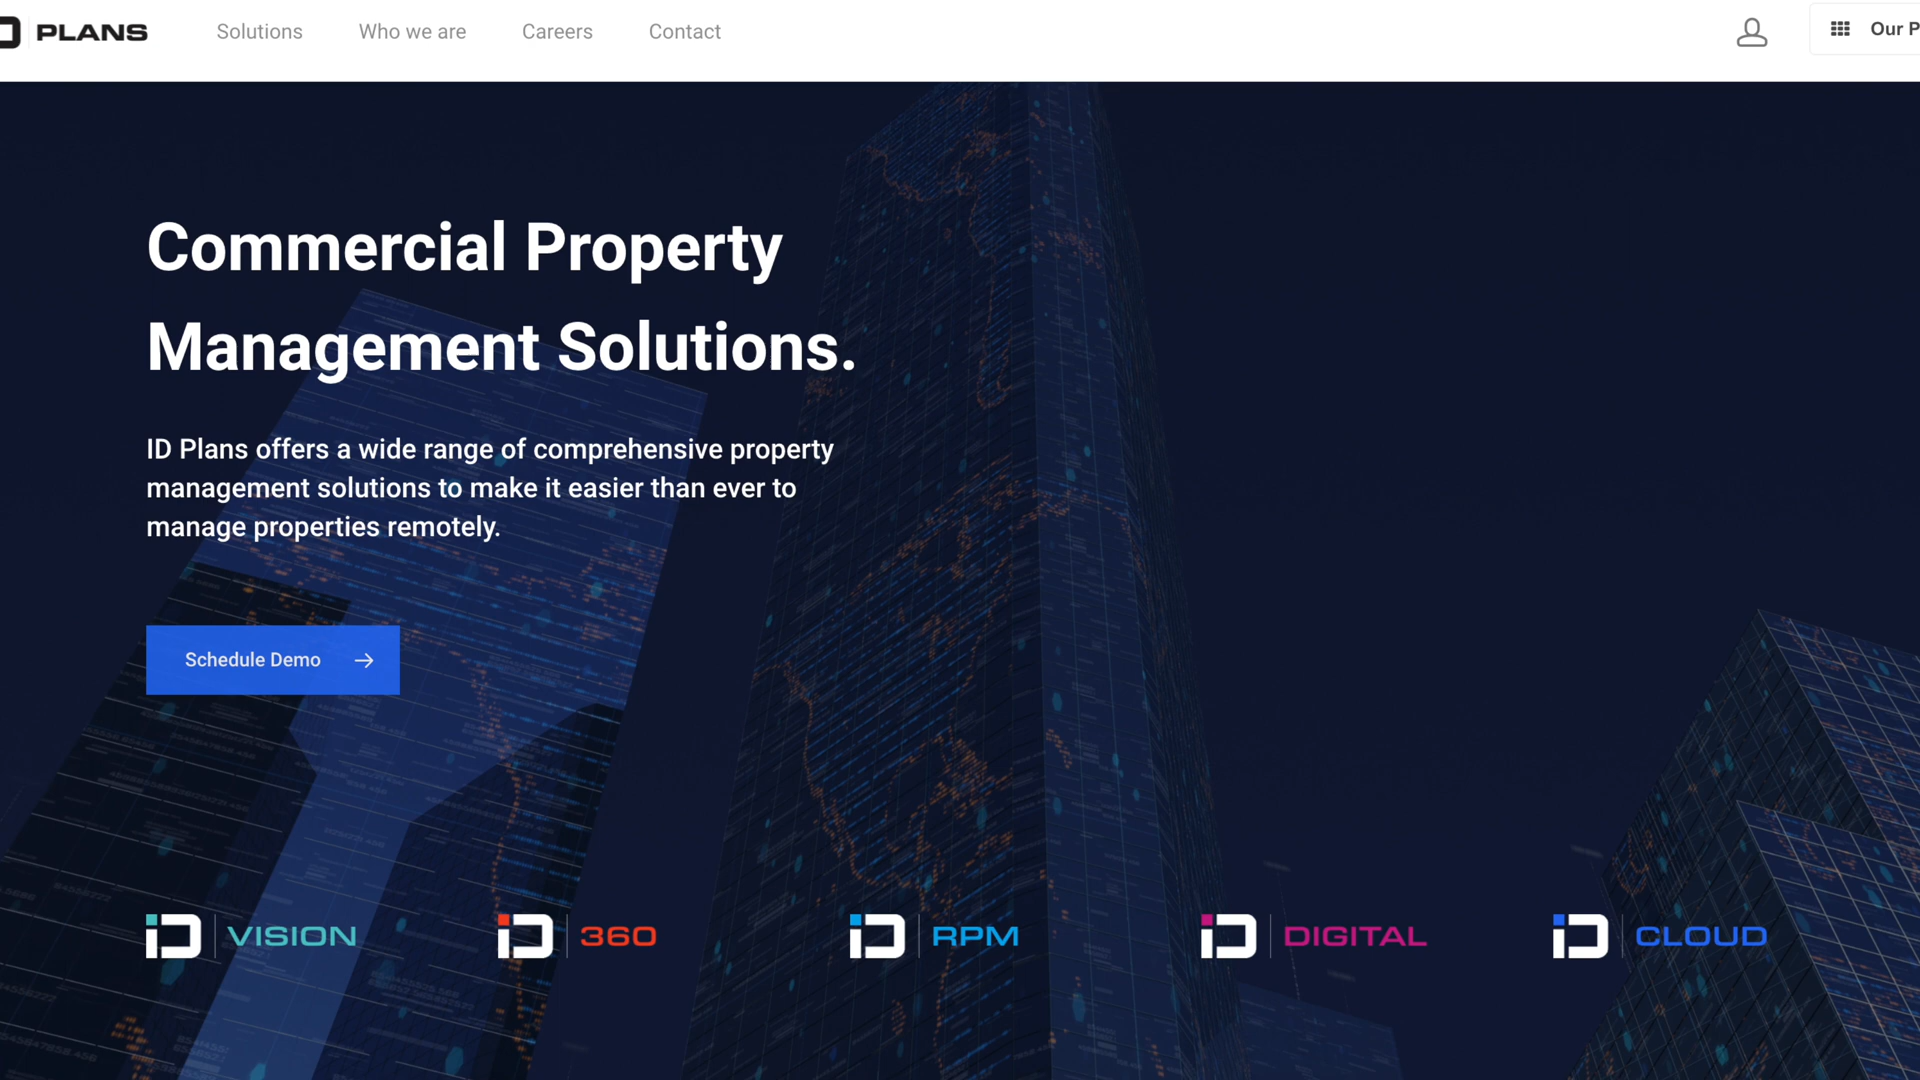 PLANS
Solutions
Who we are
Careers
Contact
Our P
Commercial Property
Management Solutions.
ID Plans offers a wide range of comprehensive property
management solutions to make it easier than ever to
manage properties remotely.
Schedule Demo
iD VISION
iD 360
iD RPM
iD DIGITAL
iD CLOUD